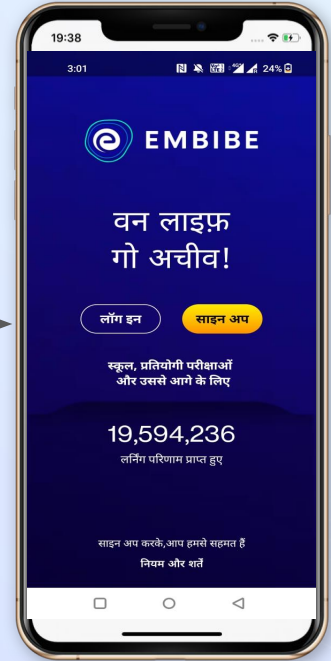 19:38
3:01 24%
EMBIBE
वन लाइफ़
गो अचीव!
लॉग इन साइन अप
स्कूल, प्रतियोगी परीक्षाओं
और उससे आगे के लिए
19,594,236
लर्निंग परिणाम प्राप्त हुए
साइन अप करके,आप हमसे सहमत हैं
नियम और शर्तें